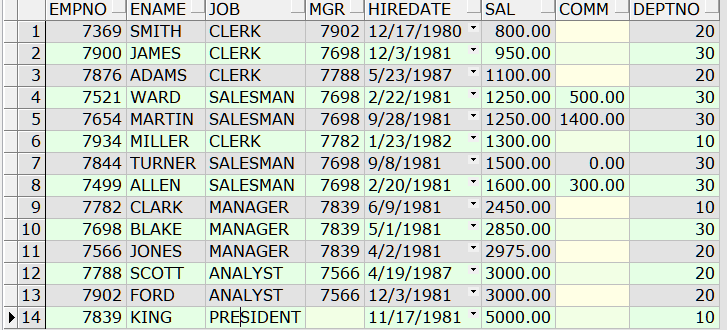 EMPNO ENAME JOB MGR HIREDATE SAL COMM DEPTNO
1 7369 SMITH CLERK 7902 12/17/1980 800.00 20
2 7900 JAMES CLERK 7698 12/3/1981 950.00 30
3 7876 ADAMS CLERK 7788 5/23/1987 1100.00 20
4 7521 WARD SALESMAN 7698 2/22/1981 1250.00 500.00 30
5 7654 MARTIN SALESMAN 7698 9/28/1981 1250.00 1400.00 30
6 7934 MILLER CLERK 7782 1/23/1982 1300.00 10
7 7844 TURNER SALESMAN 7698 9/8/1981 1500.00 0.00 30
8 7499 ALLEN SALESMAN 7698 2/20/1981 1600.00 300.00 30
9 7782 CLARK MANAGER 7839 6/9/1981 2450.00 10
10 7698 BLAKE MANAGER 7839 5/1/1981 2850.00 30
11 7566 JONES MANAGER 7839 4/2/1981 2975.00 20
12 7788 SCOTT ANALYST 7566 4/19/1987 3000.00 20
13 7902 FORD ANALYST 7566 12/3/1981 3000.00 20
14 7839 KING PRESIDENT 11/17/1981 5000.00 10